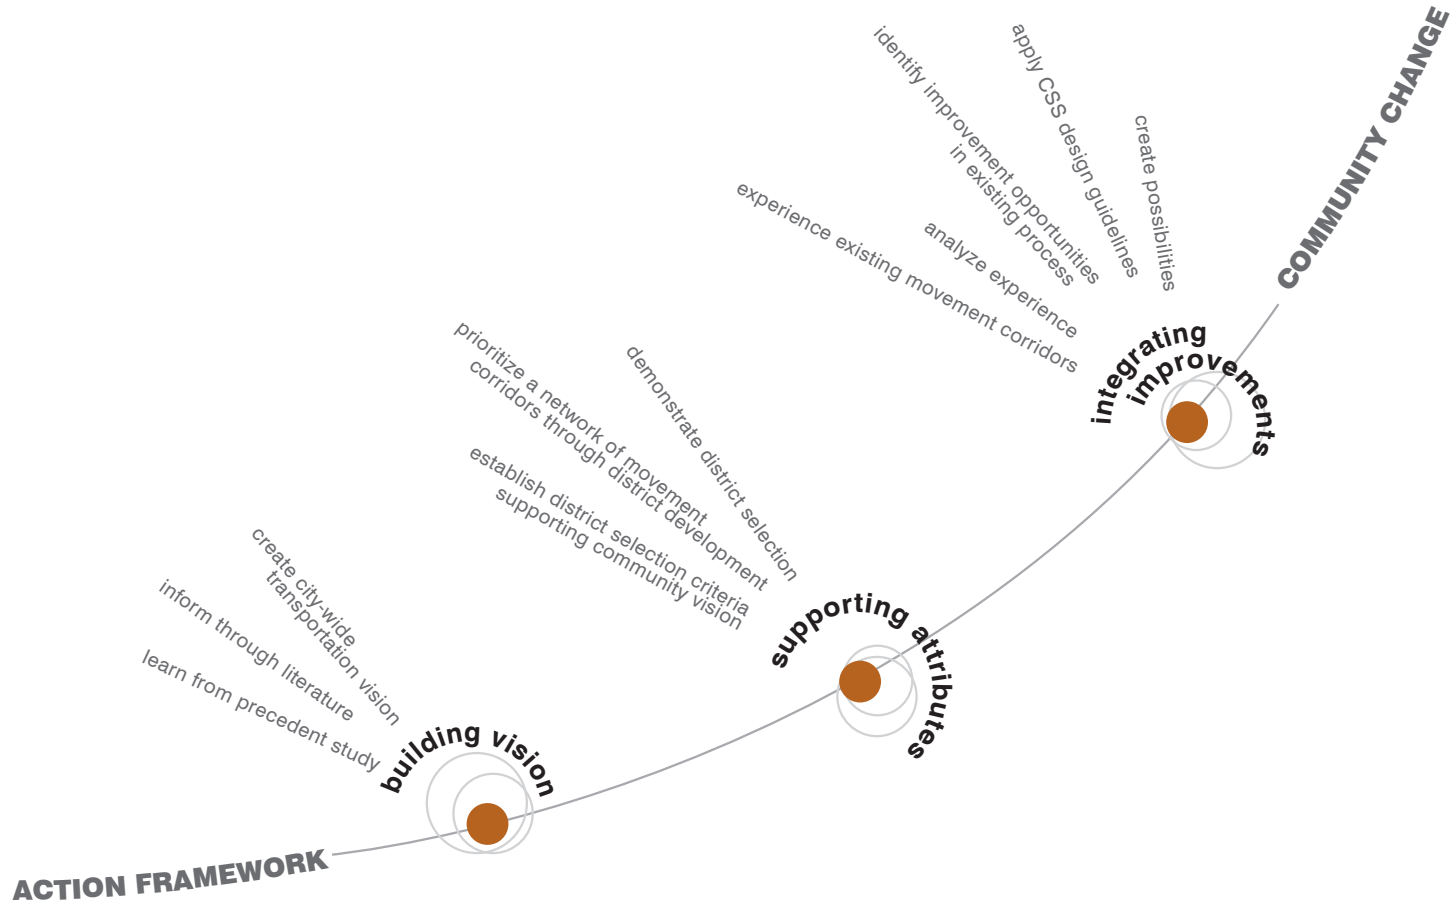 ACTION FRAMEWORK
building vision
learn from precedent study
inform through literature
create city-wide
transportation vision
supporting attributes
establish district selection criteria
supporting community vision
prioritize a network of movement
corridors through district development
demonstrate district selection
integrating
improvements
experience existing movement corridors
analyze experience
identify improvement opportunities
in existing process
apply CSS design guidelines
create possibilities
COMMUNITY CHANGE